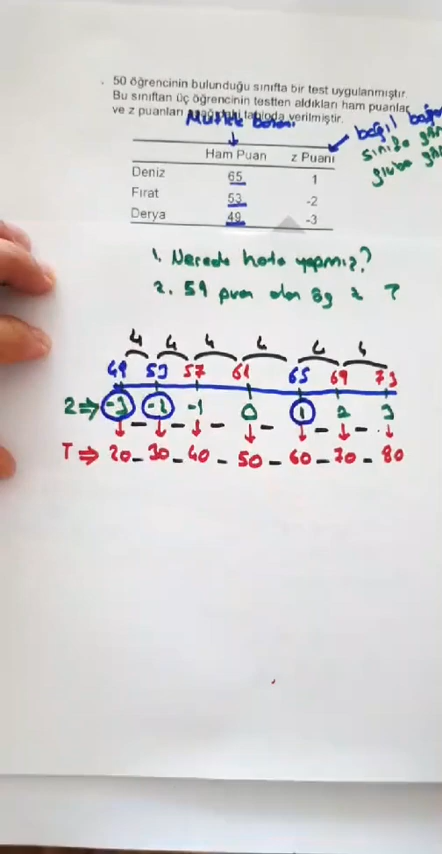 50 öğrencinin bulunduğu sınıfta bir test uygulanmıştır.
Bu sınıftan üç öğrencinin testten aldıkları ham puanlar
ve z puanları tabloda verilmiştir.
bağıl
sınıfa
gruba
Ham Puan z Puanı
Deniz 65 1
Fırat 53 -2
Derya 49 -3
1. Nerede hata yapmış?
2. 59 puan alan öğ z ?
4 4 4 4 4 4
49 53 57 61 65 69 73
Z⇒ -3 -2 -1 0 1 2 3
T⇒ 20 - 30 - 40 - 50 - 60 - 70 - 80